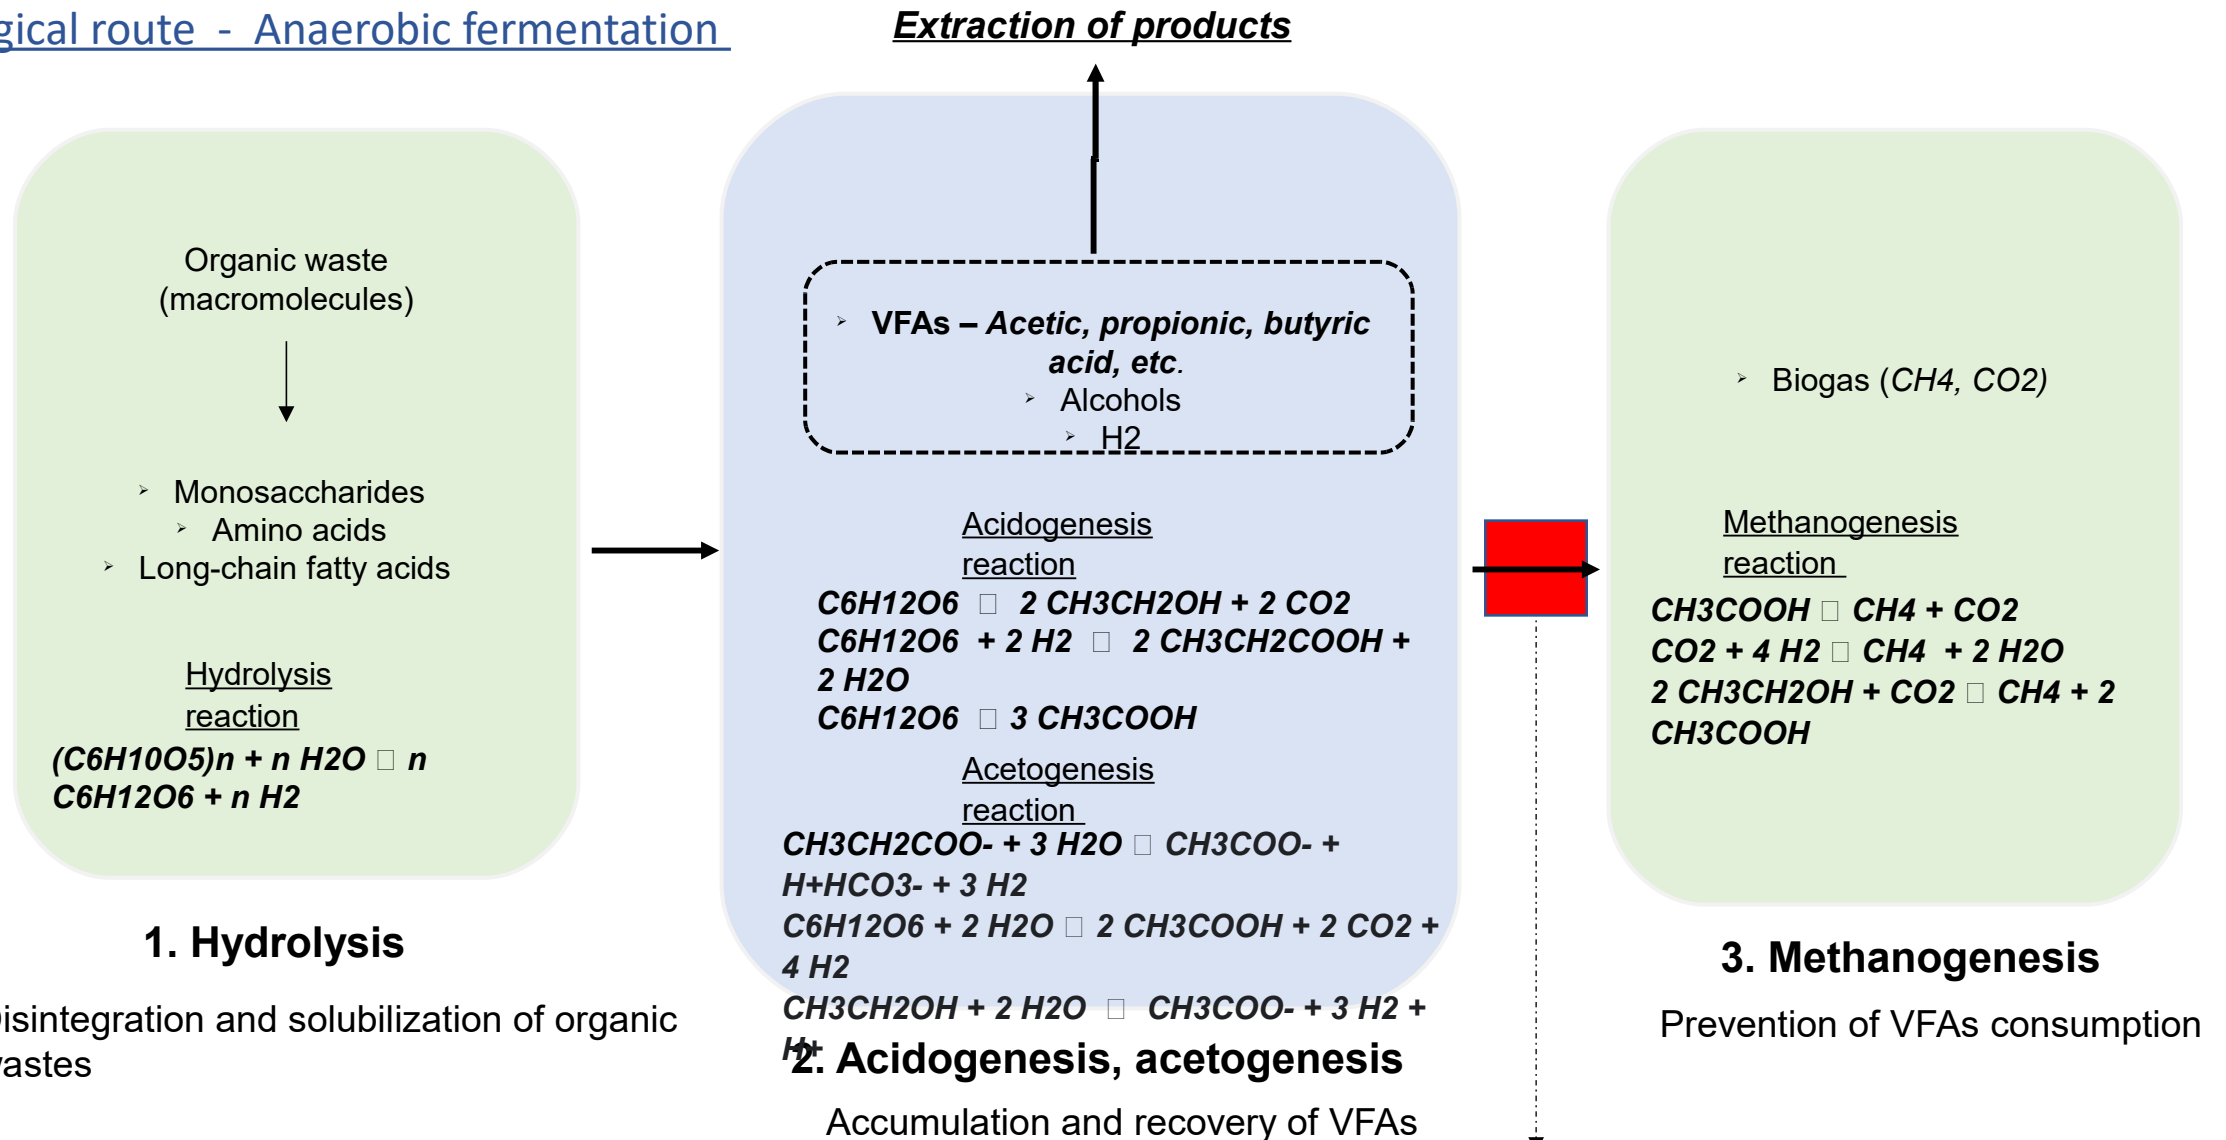 gical route  -  Anaerobic fermentation
Extraction of products
Organic waste
(macromolecules)
Monosaccharides
Amino acids
Long-chain fatty acids
Hydrolysis
reaction
(C6H10O5)n + n H2O □ n
C6H12O6 + n H2
1. Hydrolysis
isintegration and solubilization of organic
astes
VFAs – Acetic, propionic, butyric
acid, etc.
Alcohols
H2
Acidogenesis
reaction
C6H12O6  □  2 CH3CH2OH + 2 CO2
C6H12O6  + 2 H2  □  2 CH3CH2COOH +
2 H2O
C6H12O6  □ 3 CH3COOH
Acetogenesis
reaction
CH3CH2COO- + 3 H2O □ CH3COO- +
H+HCO3- + 3 H2
C6H12O6 + 2 H2O □ 2 CH3COOH + 2 CO2 +
4 H2
CH3CH2OH + 2 H2O  □  CH3COO- + 3 H2 +
H+
2. Acidogenesis, acetogenesis
Accumulation and recovery of VFAs
Biogas (CH4, CO2)
Methanogenesis
reaction
CH3COOH □ CH4 + CO2
CO2 + 4 H2 □ CH4  + 2 H2O
2 CH3CH2OH + CO2 □ CH4 + 2
CH3COOH
3. Methanogenesis
Prevention of VFAs consumption